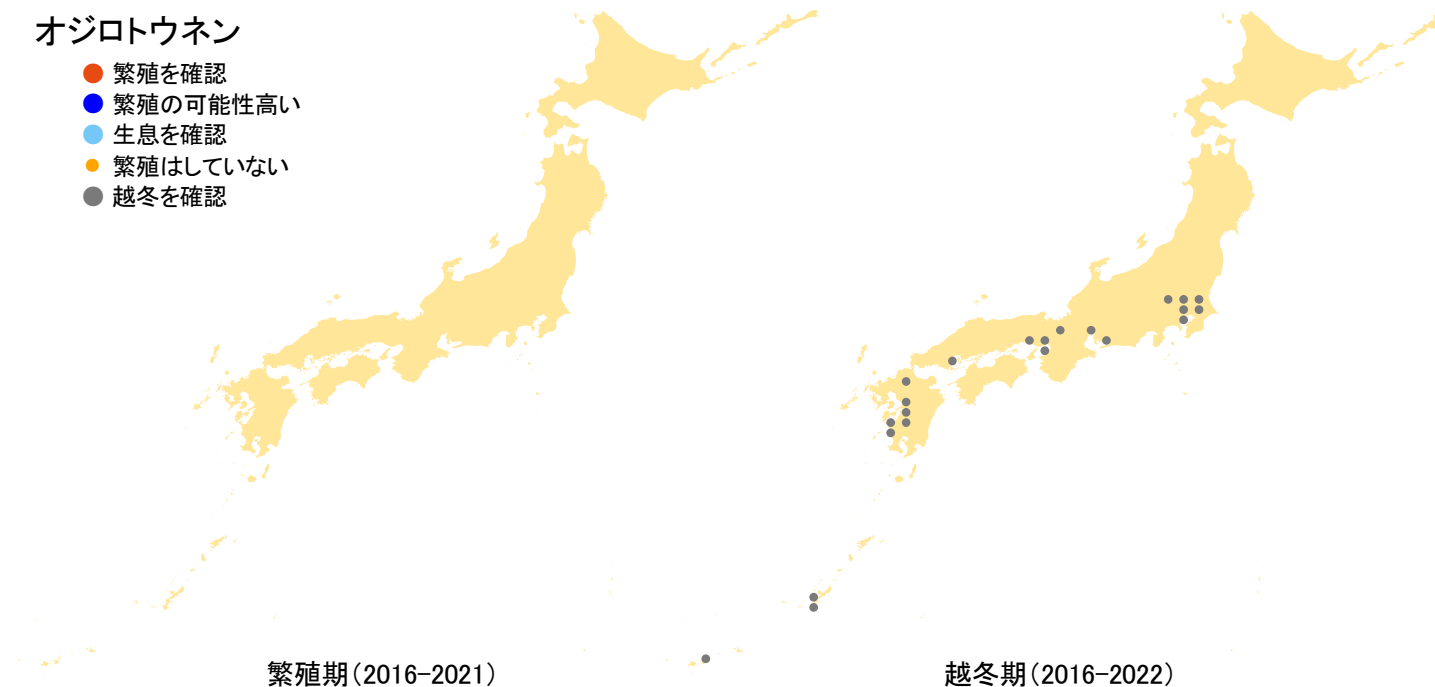 オジロトウネン
繁殖を確認
繁殖の可能性高い
生息を確認
繁殖はしていない
越冬を確認
繁殖期(2016-2021)
越冬期(2016-2022)